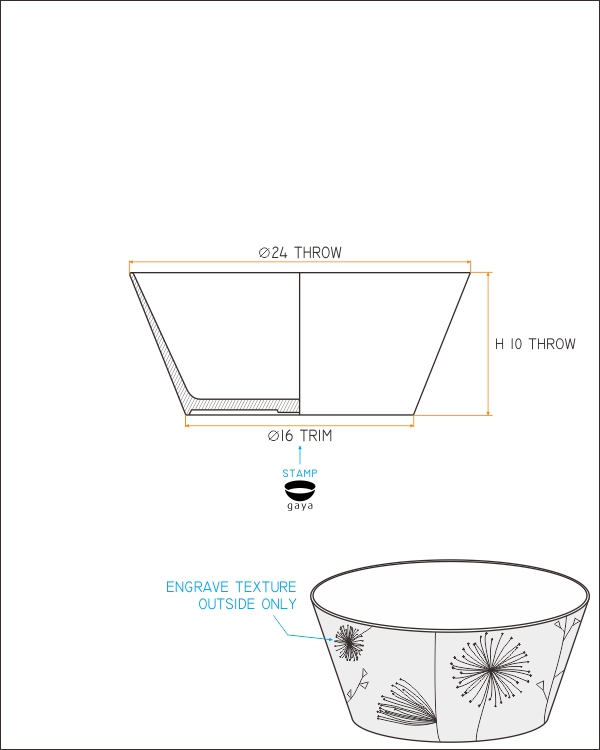 ∅24 THROW
H 10 THROW
∅16 TRIM
STAMP
gaya
ENGRAVE TEXTURE
OUTSIDE ONLY